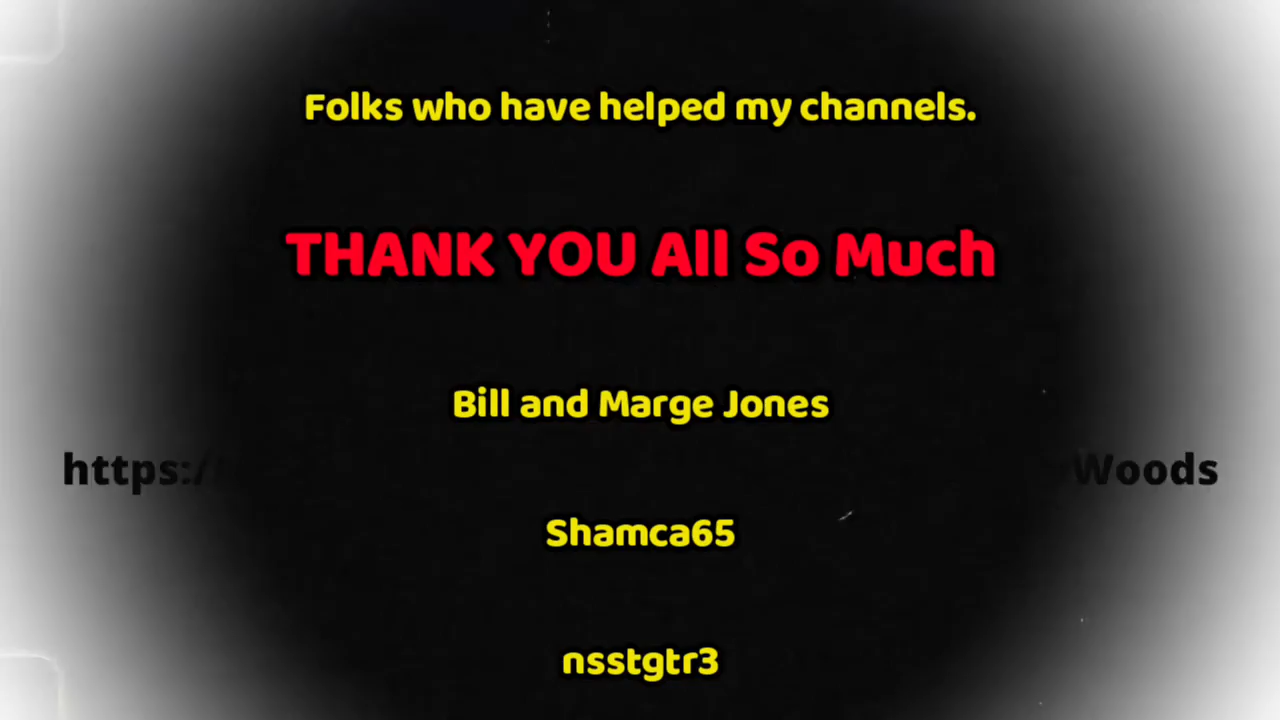 Folks who have helped my channels.
THANK YOU All So Much
Bill and Marge Jones
https:/ Woods
Shamca65
nsstgtr3